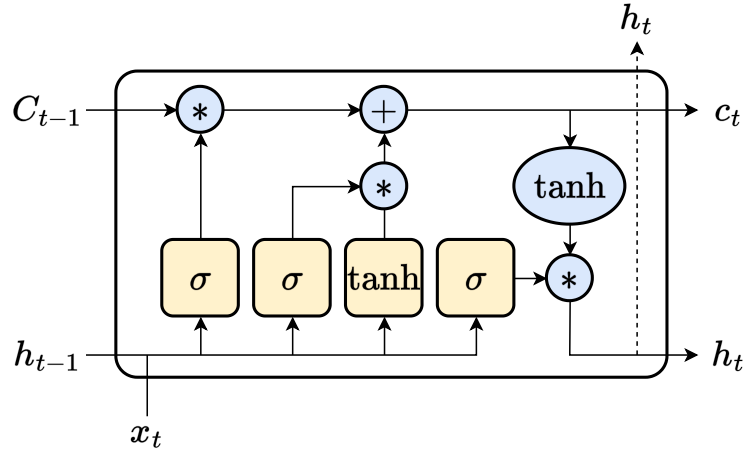 h_t
C_{t-1} * + c_t
* tanh
σ σ tanh σ *
h_{t-1} h_t
x_t